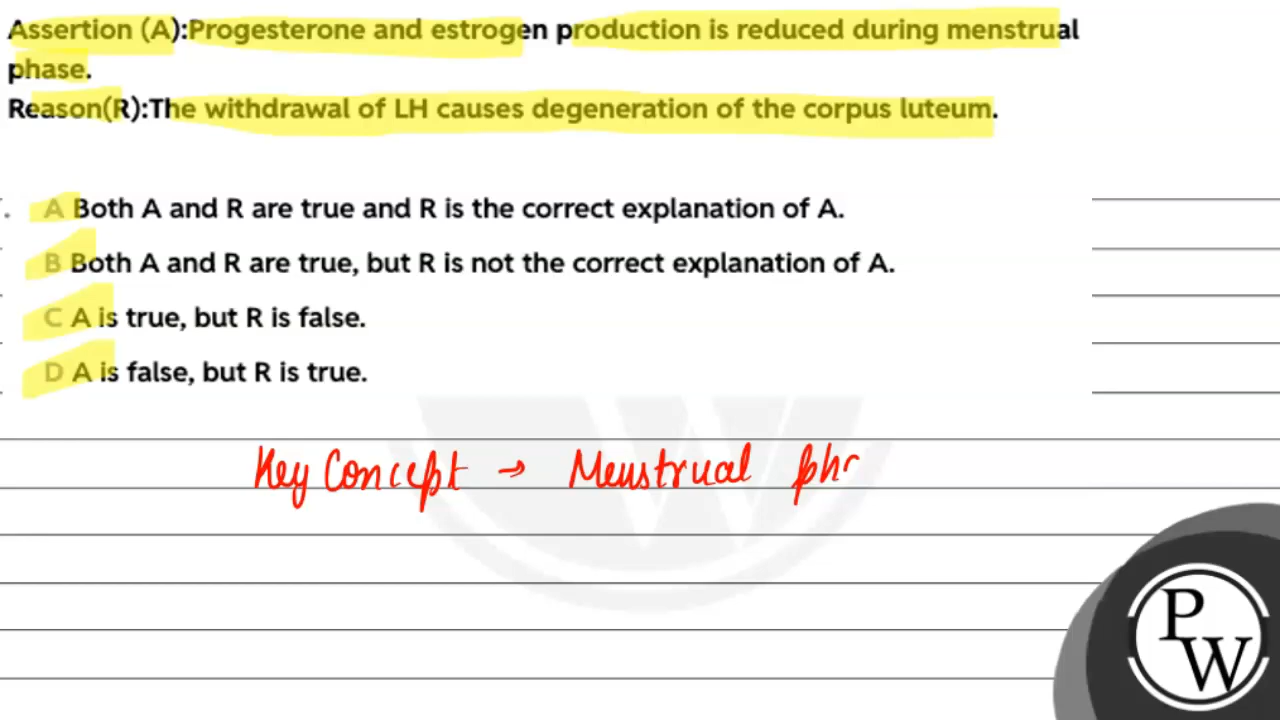 Assertion (A):Progesterone and estrogen production is reduced during menstrual
phase.
Reason(R):The withdrawal of LH causes degeneration of the corpus luteum.
A Both A and R are true and R is the correct explanation of A.
B Both A and R are true, but R is not the correct explanation of A.
C A is true, but R is false.
D A is false, but R is true.
Key Concept → Menstrual pha
PW